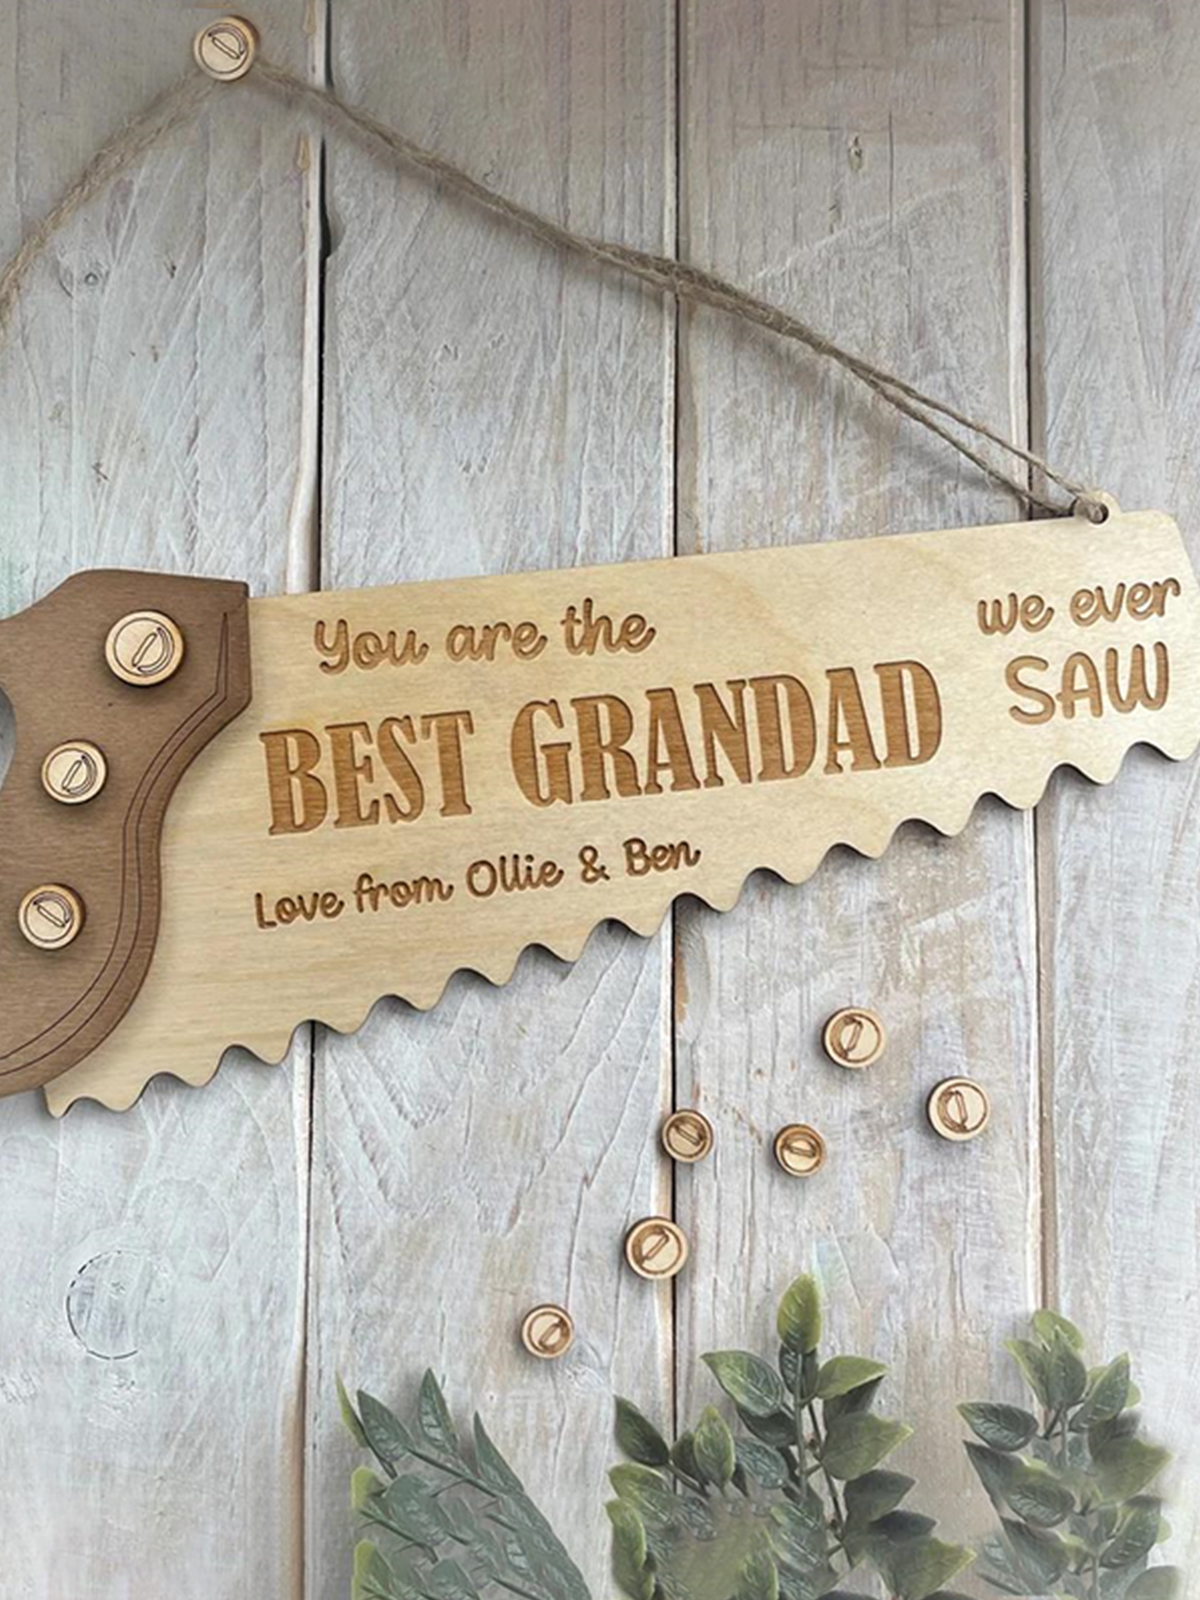 You are the
BEST GRANDAD
we ever
SAW
Love from Ollie & Ben